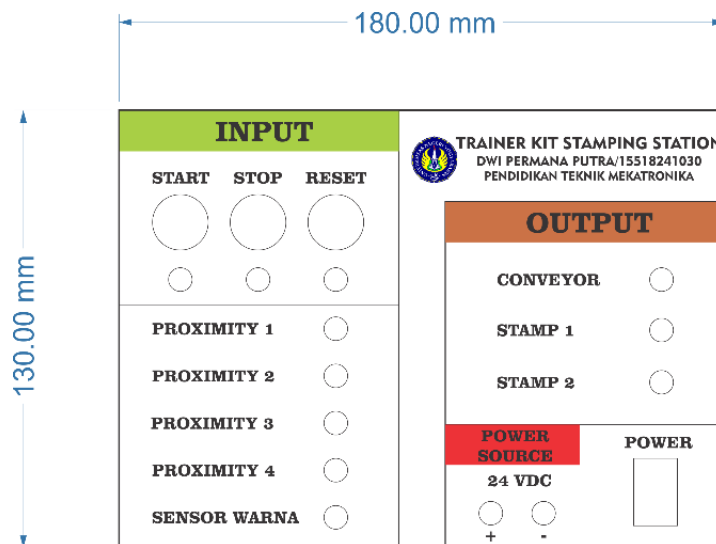 180.00 mm
130.00 mm
INPUT
START STOP RESET
PROXIMITY 1
PROXIMITY 2
PROXIMITY 3
PROXIMITY 4
SENSOR WARNA
TRAINER KIT STAMPING STATION
DWI PERMANA PUTRA/15518241030
PENDIDIKAN TEKNIK MEKATRONIKA
OUTPUT
CONVEYOR
STAMP 1
STAMP 2
POWER
SOURCE
24 VDC
+ -
POWER